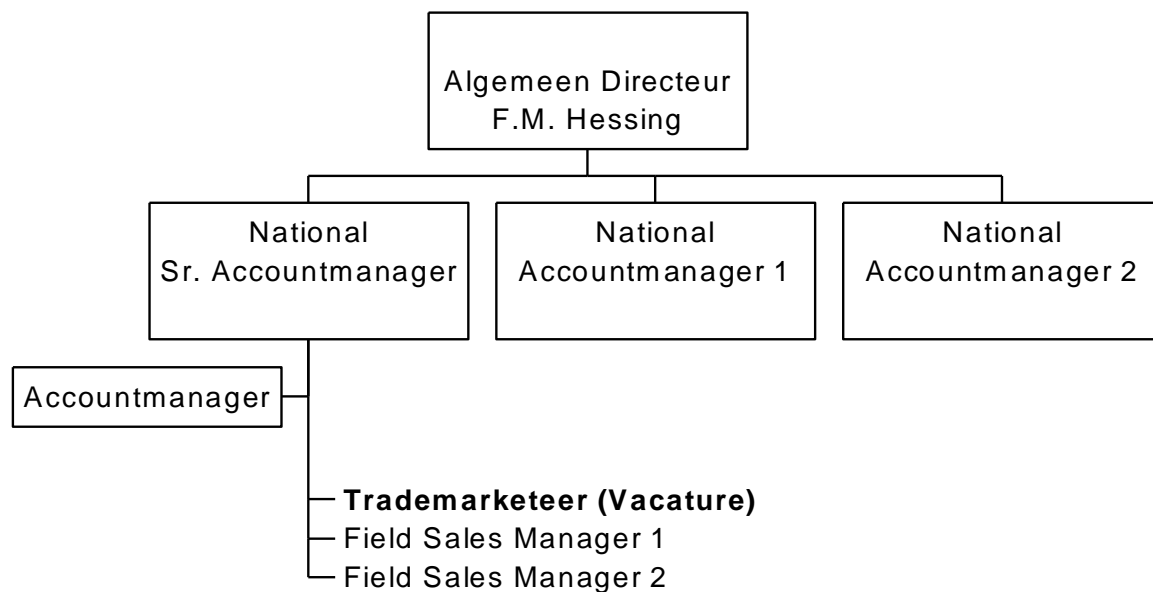 Algemeen Directeur
F.M. Hessing
National
Sr. Accountmanager
National
Accountmanager 1
National
Accountmanager 2
Accountmanager
Trademarketeer (Vacature)
Field Sales Manager 1
Field Sales Manager 2